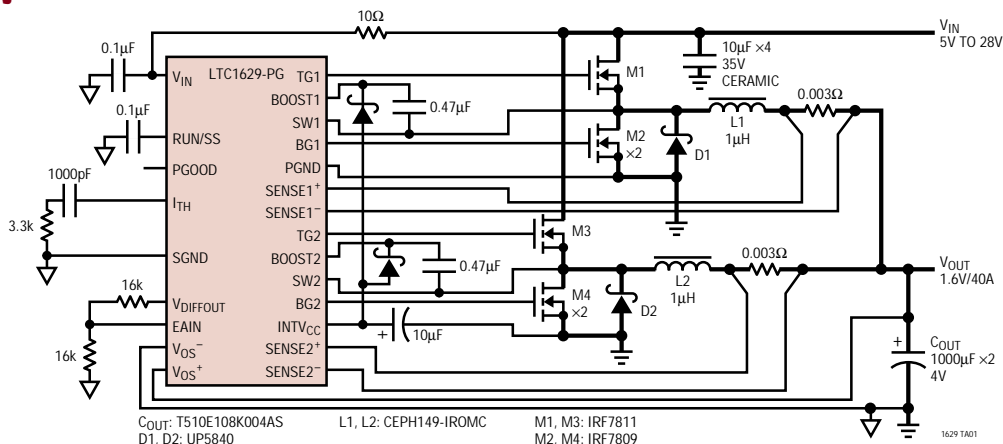 10Ω
VIN
5V TO 28V
0.1µF
10µF ×4
35V
CERAMIC
VIN
LTC1629-PG
TG1
M1
BOOST1
0.47µF
0.003Ω
0.1µF
SW1
L1
1µH
RUN/SS
BG1
M2
×2
D1
PGOOD
PGND
1000pF
SENSE1+
ITH
SENSE1−
3.3k
TG2
M3
SGND
BOOST2
0.47µF
0.003Ω
VOUT
1.6V/40A
SW2
L2
1µH
16k
VDIFFOUT
BG2
M4
×2
D2
EAIN
INTVCC
+
10µF
16k
VOS−
SENSE2+
+
COUT
1000µF ×2
4V
VOS+
SENSE2−
COUT: T510E108K004AS
L1, L2: CEPH149-IROMC
M1, M3: IRF7811
D1, D2: UP5840
M2, M4: IRF7809
1629 TA01